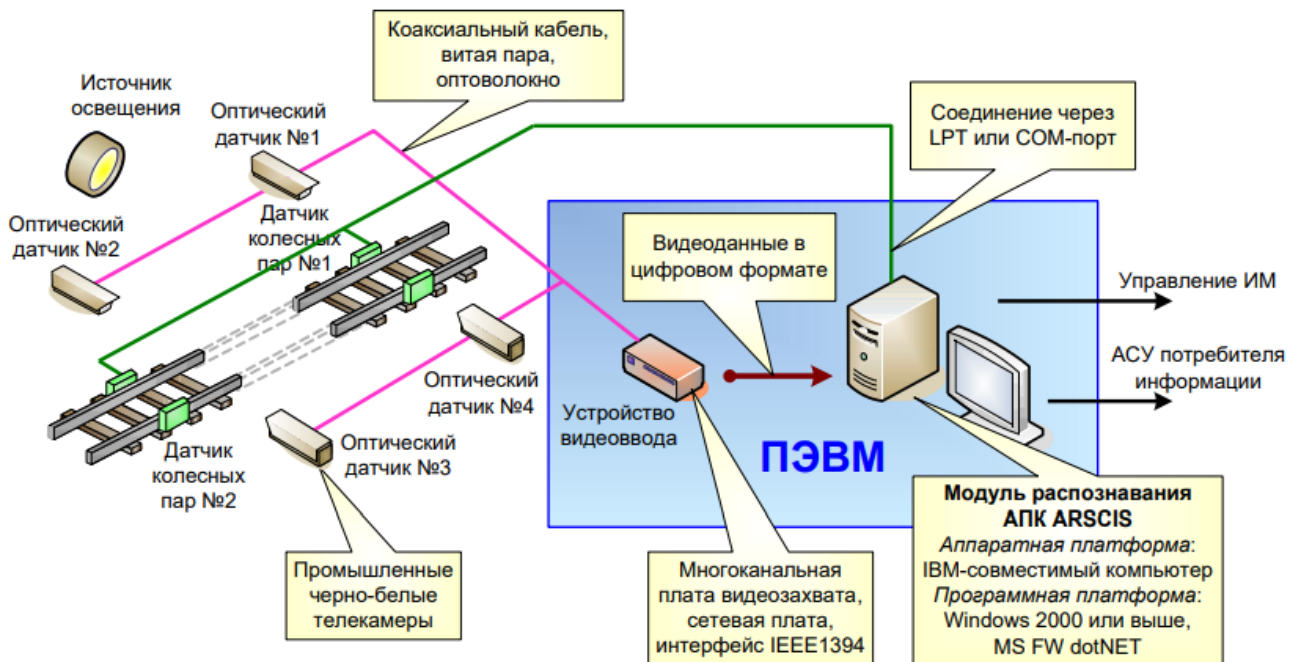 Коаксиальный кабель,
витая пара,
оптоволокно
Источник
освещения
Оптический
датчик №1
Соединение через
LPT или COM-порт
Оптический
датчик №2
Датчик
колесных
пар №1
Видеоданные в
цифровом формате
Управление ИМ
АСУ потребителя
информации
Оптический
датчик №4
Устройство
видеоввода
ПЭВМ
Датчик
колесных
пар №2
Оптический
датчик №3
Промышленные
черно-белые
телекамеры
Многоканальная
плата видеозахвата,
сетевая плата,
интерфейс IEEE1394
Модуль распознавания
АПК ARSCIS
Аппаратная платформа:
IBM-совместимый компьютер
Программная платформа:
Windows 2000 или выше,
MS FW dotNET